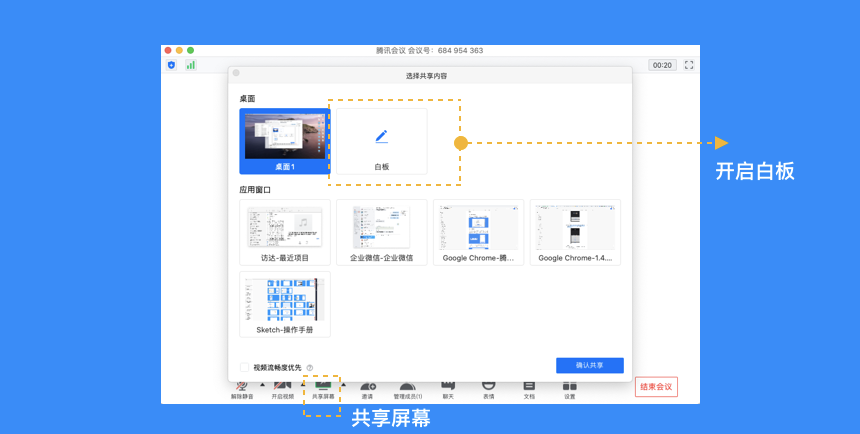 腾讯会议 会议号：684 954 363
00:20
选择共享内容
桌面
桌面1
白板
开启白板
应用窗口
访达-最近项目
企业微信-企业微信
Google Chrome-腾...
Google Chrome-1.4....
Sketch-操作手册
视频流畅度优先
确认共享
解除静音
开启视频
共享屏幕
邀请
管理成员(1)
聊天
表情
文档
设置
结束会议
共享屏幕